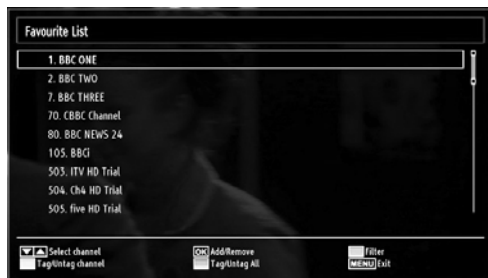 Favourite List
1. BBC ONE
2. BBC TWO
7. BBC THREE
70. CBBC Channel
80. BBC NEWS 24
105. BBCi
503. ITV HD Trial
504. Ch4 HD Trial
505. five HD Trial
Select channel OK Add/Remove Filter
Tag/Untag channel Tag/Untag All MENU Exit